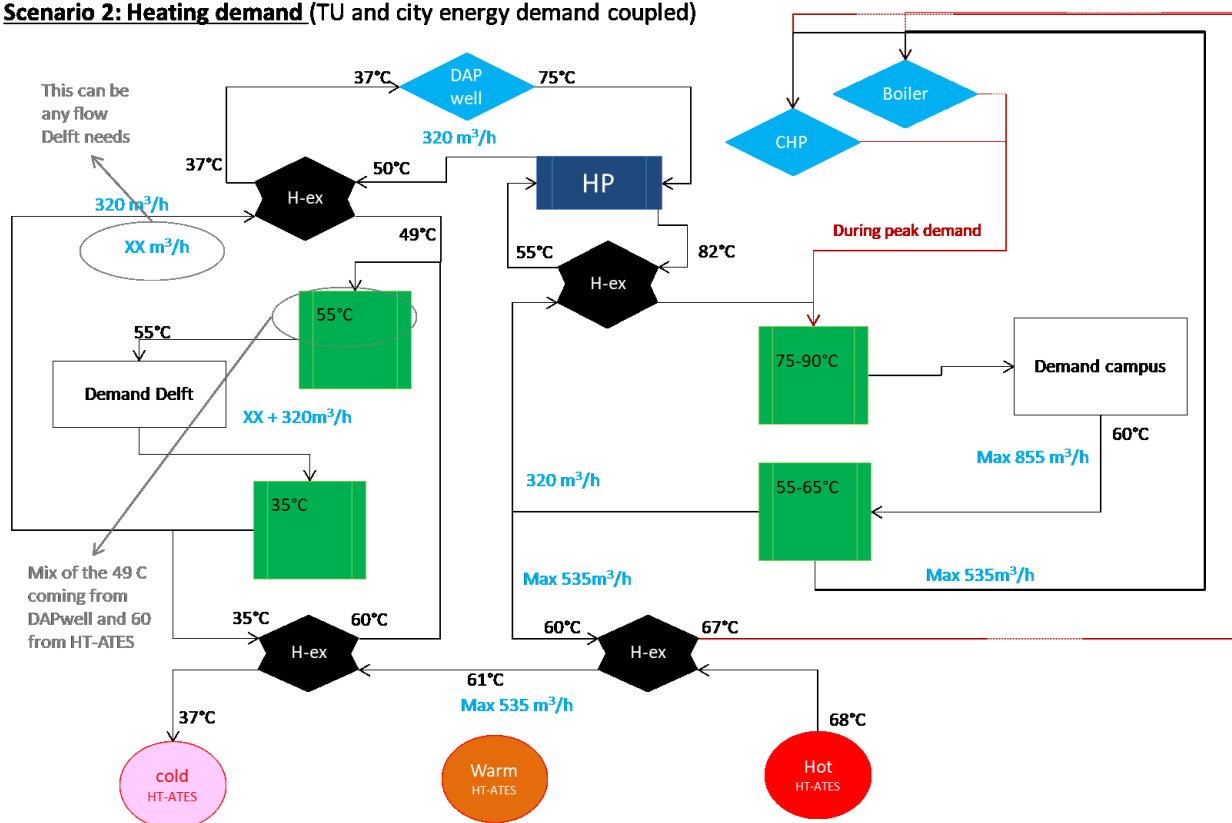 Scenario 2: Heating demand (TU and city energy demand coupled)
This can be
any flow
Delft needs
37°C
DAP
well
75°C
320 m³/h
37°C
50°C
H-ex
320 m³/h
XX m³/h
49°C
HP
55°C
82°C
H-ex
Boiler
CHP
During peak demand
55°C
55°C
Demand Delft
XX + 320m³/h
35°C
75-90°C
Demand campus
60°C
Max 855 m³/h
320 m³/h
55-65°C
Max 535m³/h
Max 535m³/h
Mix of the 49 C
coming from
DAPwell and 60
from HT-ATES
35°C
60°C
H-ex
60°C
67°C
H-ex
61°C
Max 535 m³/h
37°C
68°C
cold
HT-ATES
Warm
HT-ATES
Hot
HT-ATES